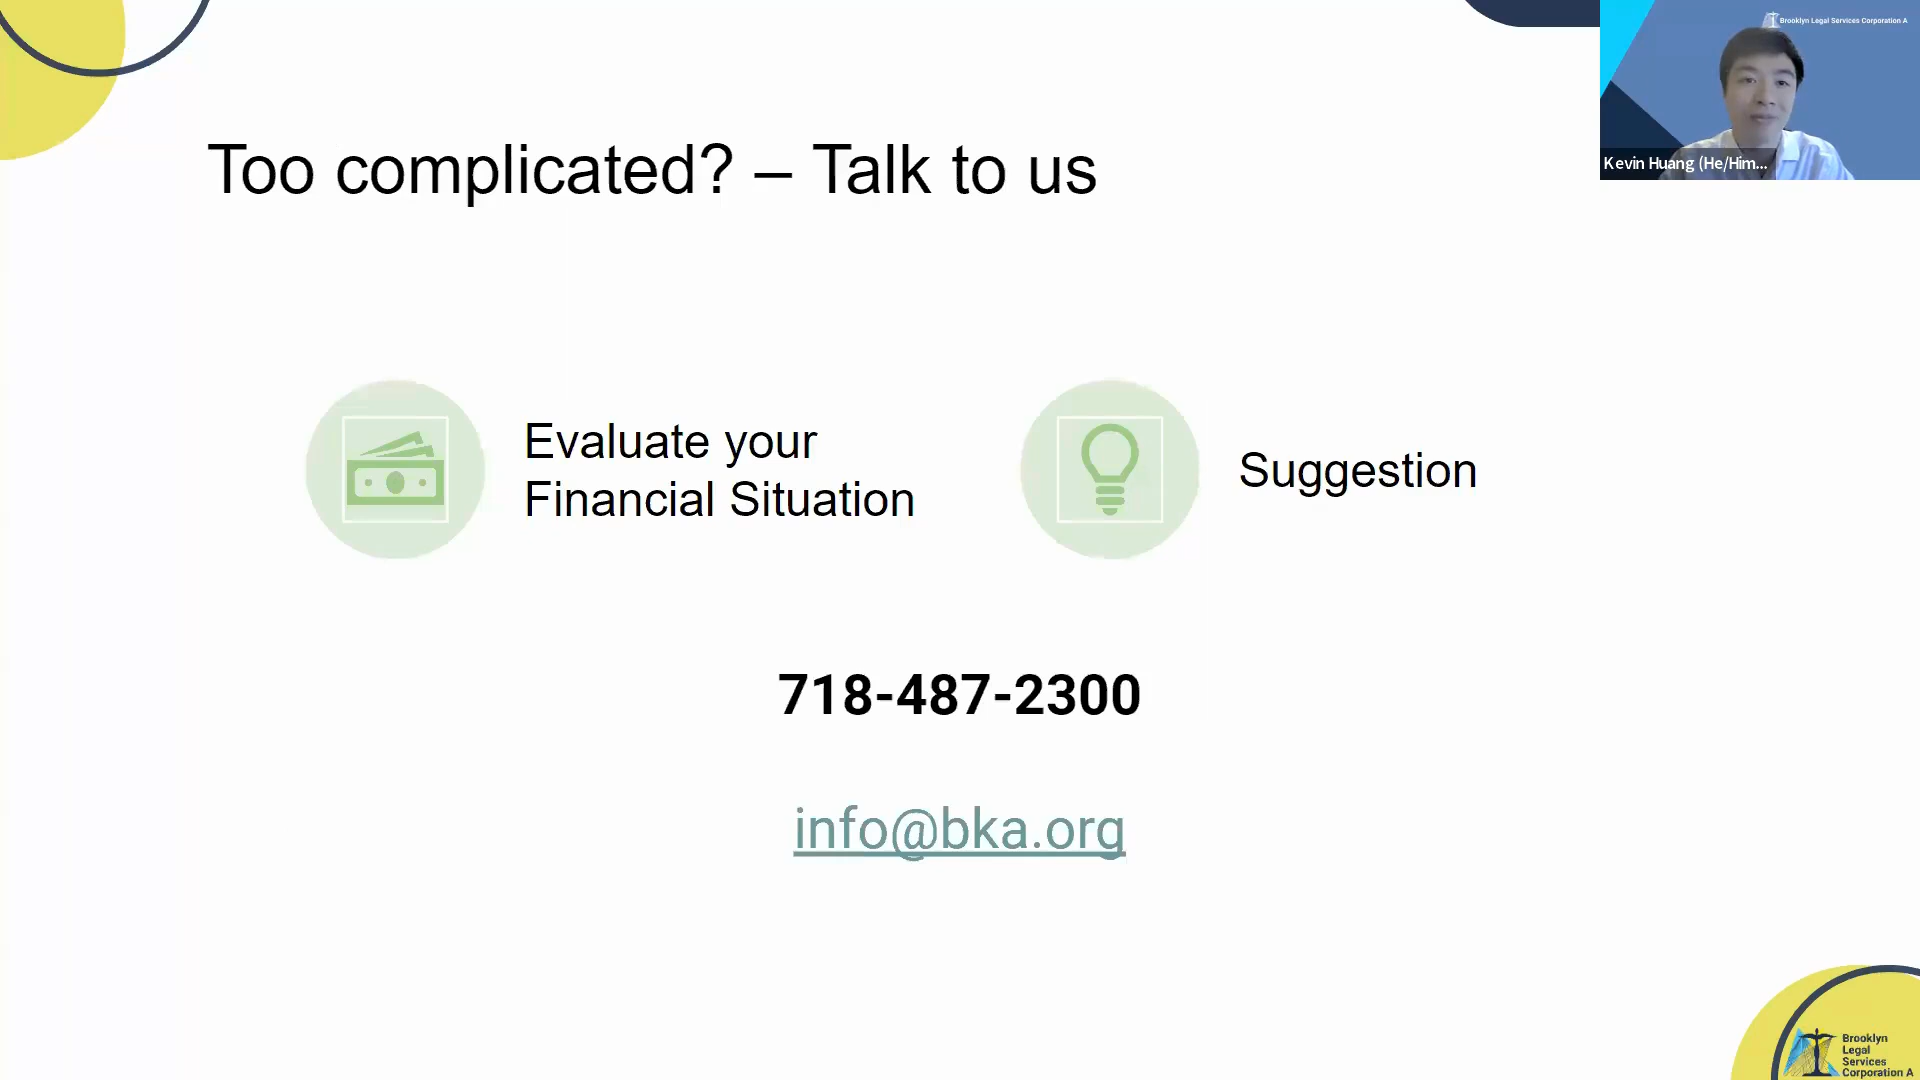 Brooklyn Legal Services Corporation A
Kevin Huang (He/Him...
Too complicated? – Talk to us
Evaluate your
Financial Situation
Suggestion
718-487-2300
info@bka.org
Brooklyn
Legal
Services
Corporation A